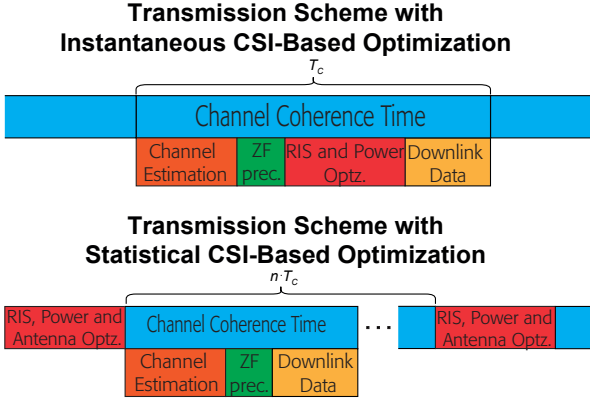 Transmission Scheme with
Instantaneous CSI-Based Optimization
T_c
Channel Coherence Time
Channel Estimation
ZF prec.
RIS and Power Optz.
Downlink Data
Transmission Scheme with
Statistical CSI-Based Optimization
n·T_c
RIS, Power and
Antenna Optz.
Channel Coherence Time
...
RIS, Power and
Antenna Optz.
Channel
Estimation
ZF
prec.
Downlink
Data